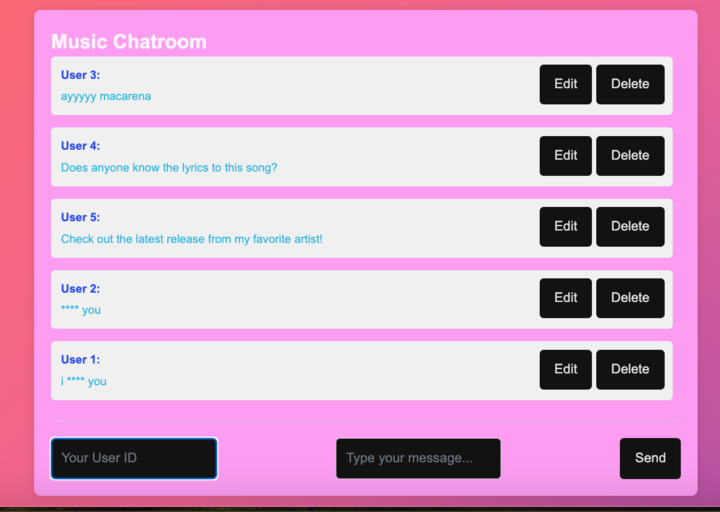 Music Chatroom
User 3:
ayyyyy macarena
Edit Delete
User 4:
Does anyone know the lyrics to this song?
Edit Delete
User 5:
Check out the latest release from my favorite artist!
Edit Delete
User 2:
**** you
Edit Delete
User 1:
i **** you
Edit Delete
Your User ID
Type your message...
Send